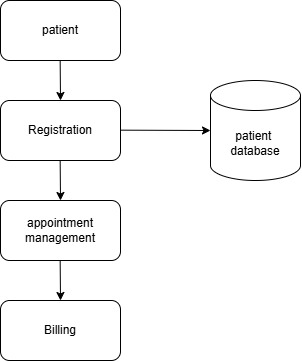 patient
Registration
patient
database
appointment
management
Billing